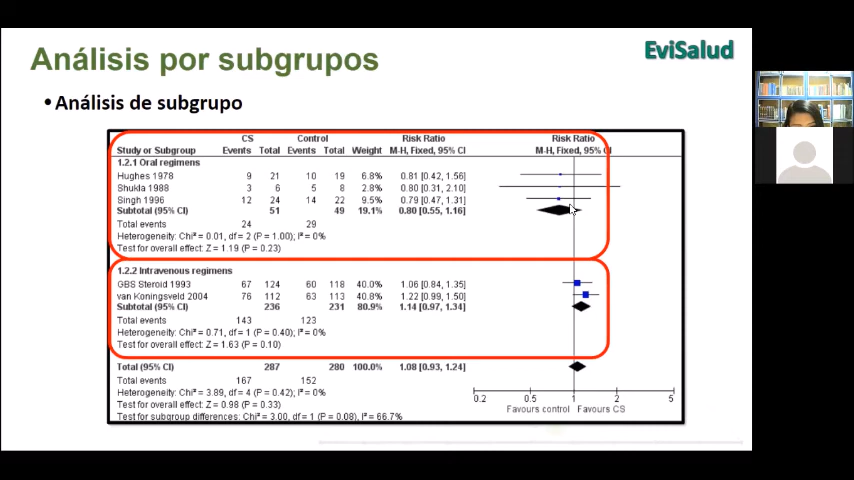 Análisis por subgrupos
EviSalud
• Análisis de subgrupo
CS Control Risk Ratio Risk Ratio
Study or Subgroup Events Total Events Total Weight M-H, Fixed, 95% CI M-H, Fixed, 95% CI
1.2.1 Oral regimens
Hughes 1978 9 21 10 19 6.8% 0.81 [0.42, 1.56]
Shukla 1988 3 6 5 8 2.8% 0.80 [0.31, 2.10]
Singh 1996 12 24 14 22 9.5% 0.79 [0.47, 1.31]
Subtotal (95% CI) 51 49 19.1% 0.80 [0.55, 1.16]
Total events 24 29
Heterogeneity: Chi² = 0.01, df = 2 (P = 1.00); I² = 0%
Test for overall effect: Z = 1.19 (P = 0.23)
1.2.2 Intravenous regimens
GBS Steroid 1993 67 124 60 118 40.0% 1.06 [0.84, 1.35]
van Koningsveld 2004 76 112 63 113 40.8% 1.22 [0.99, 1.50]
Subtotal (95% CI) 236 231 80.9% 1.14 [0.97, 1.34]
Total events 143 123
Heterogeneity: Chi² = 0.71, df = 1 (P = 0.40); I² = 0%
Test for overall effect: Z = 1.63 (P = 0.10)
Total (95% CI) 287 280 100.0% 1.08 [0.93, 1.24]
Total events 167 152
Heterogeneity: Chi² = 3.89, df = 4 (P = 0.42); I² = 0%
Test for overall effect: Z = 0.98 (P = 0.33)
Test for subgroup differences: Chi² = 3.00, df = 1 (P = 0.08), I² = 66.7%
0.2 0.5 1 2 5
Favours control Favours CS